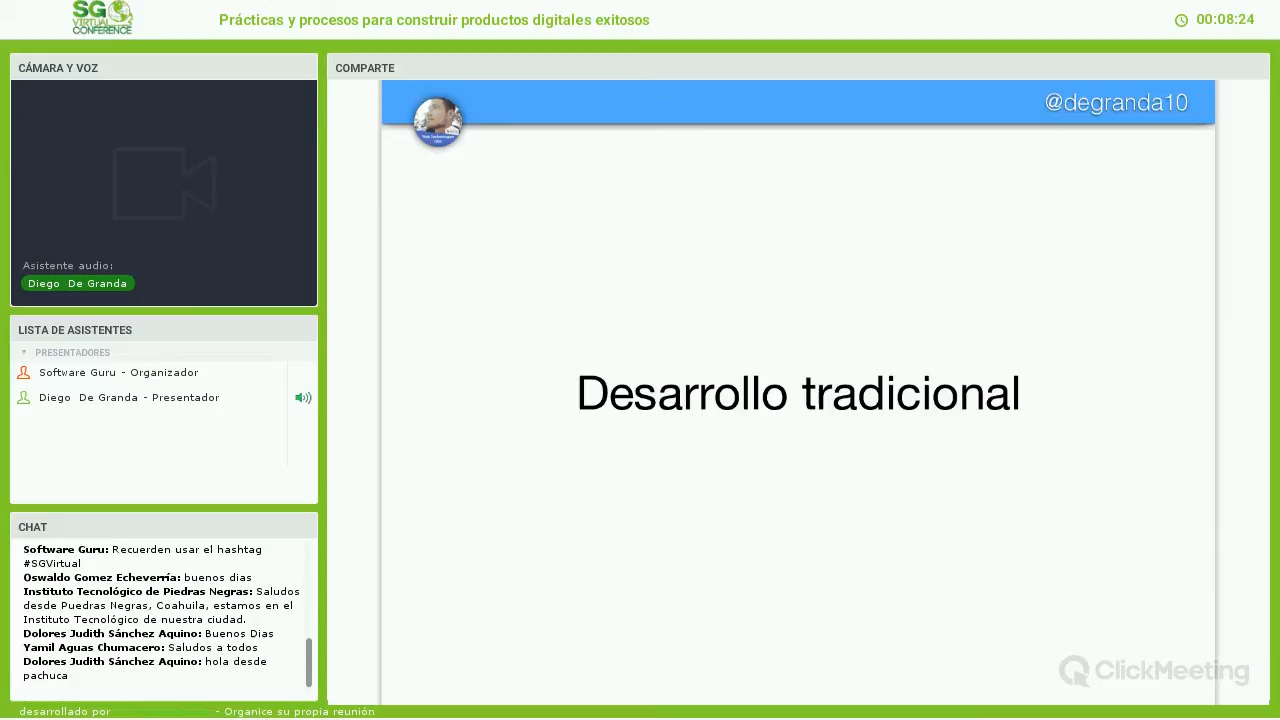 SG
VIRTUAL
CONFERENCE
Prácticas y procesos para construir productos digitales exitosos
00:08:24
CÁMARA Y VOZ
Asistente audio:
Diego De Granda
LISTA DE ASISTENTES
PRESENTADORES
Software Guru - Organizador
Diego De Granda - Presentador
CHAT
Software Guru: Recuerden usar el hashtag
#SGVirtual
Oswaldo Gomez Echeverría: buenos dias
Instituto Tecnológico de Piedras Negras: Saludos
desde Puedras Negras, Coahuila, estamos en el
Instituto Tecnológico de nuestra ciudad.
Dolores Judith Sánchez Aquino: Buenos Dias
Yamil Aguas Chumacero: Saludos a todos
Dolores Judith Sánchez Aquino: hola desde
pachuca
COMPARTE
@degranda10
Desarrollo tradicional
ClickMeeting
desarrollado por - Organice su propia reunión